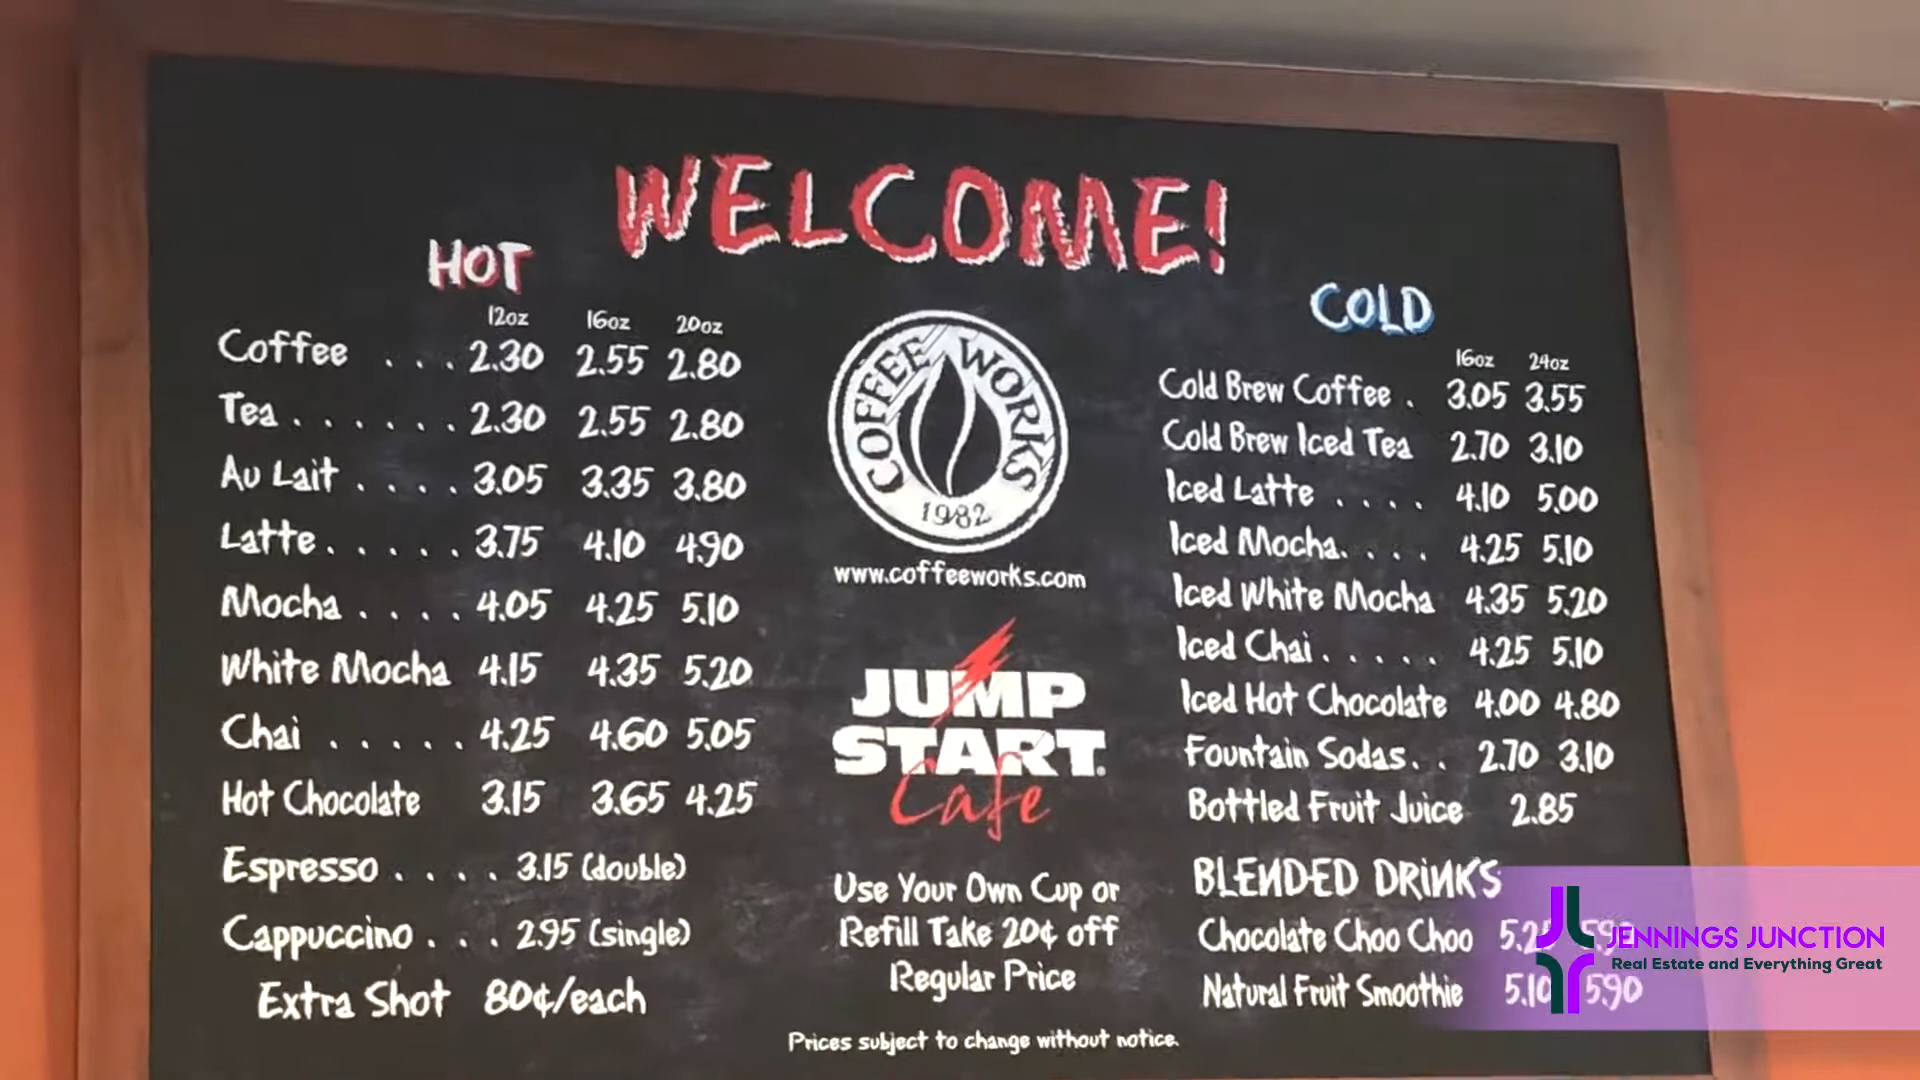 WELCOME!
HOT
12oz 16oz 20oz
Coffee . . . 2.30 2.55 2.80
Tea . . . . . . 2.30 2.55 2.80
Au Lait . . . . 3.05 3.35 3.80
Latte . . . . . 3.75 4.10 4.90
Mocha . . . . 4.05 4.25 5.10
White Mocha 4.15 4.35 5.20
Chai . . . . . 4.25 4.60 5.05
Hot Chocolate 3.15 3.65 4.25
Espresso . . . . 3.15 (double)
Cappuccino . . . 2.95 (single)
Extra Shot 80¢/each
COFFEE WORKS
1982
www.coffeeworks.com
JUMP
START
Cafe
Use Your Own Cup or
Refill Take 20¢ off
Regular Price
Prices subject to change without notice.
COLD
16oz 24oz
Cold Brew Coffee . 3.05 3.55
Cold Brew Iced Tea 2.70 3.10
Iced Latte . . . . 4.10 5.00
Iced Mocha. . . . 4.25 5.10
Iced White Mocha 4.35 5.20
Iced Chai . . . . . 4.25 5.10
Iced Hot Chocolate 4.00 4.80
Fountain Sodas. . 2.70 3.10
Bottled Fruit Juice 2.85
BLENDED DRINKS
Chocolate Choo Choo
Natural Fruit Smoothie 5.10 5.90
JENNINGS JUNCTION
Real Estate and Everything Great